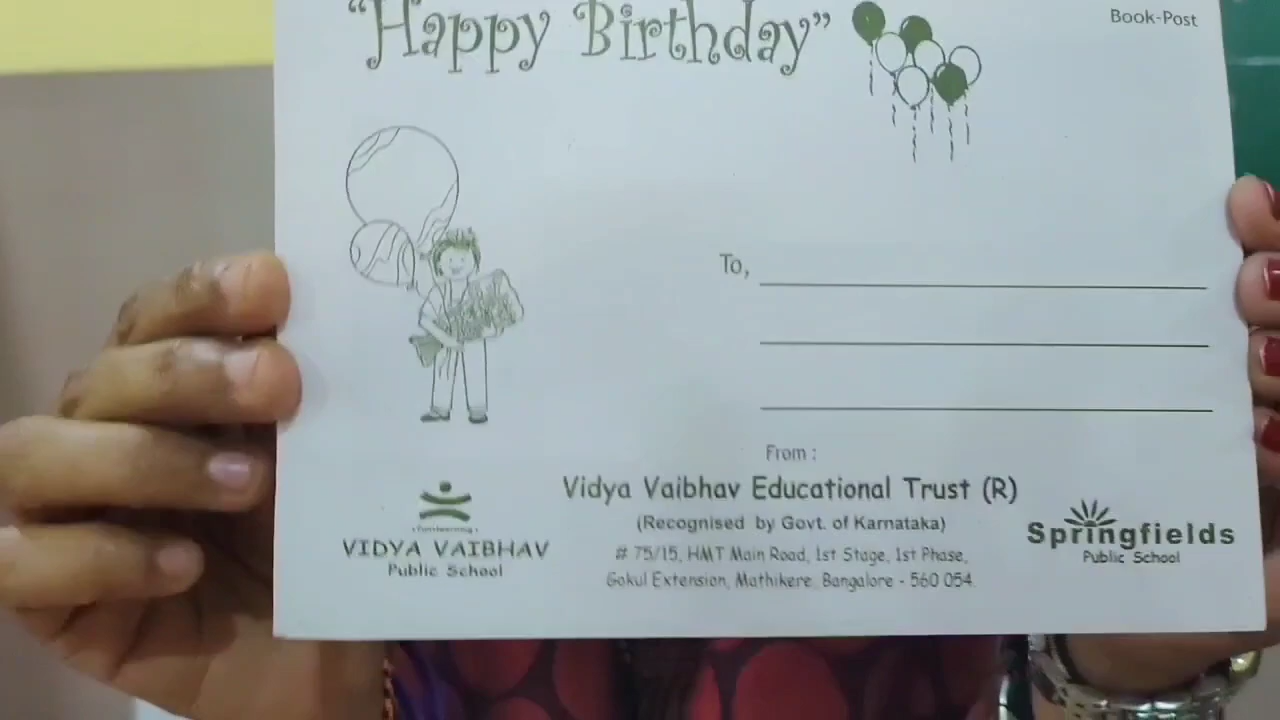 "Happy Birthday"
Book-Post
To,
From :
Vidya Vaibhav Educational Trust (R)
(Recognised by Govt. of Karnataka)
# 75/15, HMT Main Road, 1st Stage, 1st Phase,
Gokul Extension, Mathikere, Bangalore - 560 054.
VIDYA VAIBHAV
Public School
Springfields
Public School